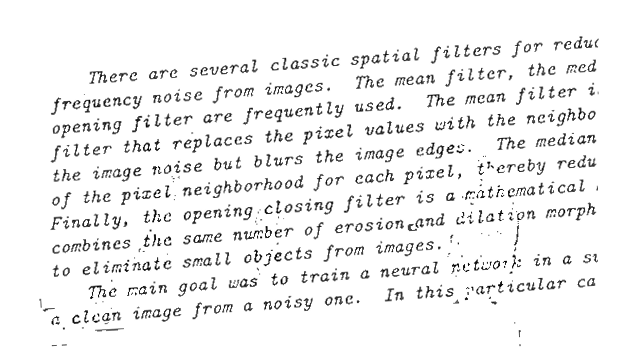 There are several classic spatial filters for reduc
frequency noise from images. The mean filter, the med
opening filter are frequently used. The mean filter i
filter that replaces the pixel values with the neighbo
the image noise but blurs the image edges. The median
of the pixel neighborhood for each pixel, thereby redu
Finally, the opening closing filter is a mathematical
combines the same number of erosion and dilation morph
to eliminate small objects from images.
The main goal was to train a neural network in a su
a clean image from a noisy one. In this particular ca